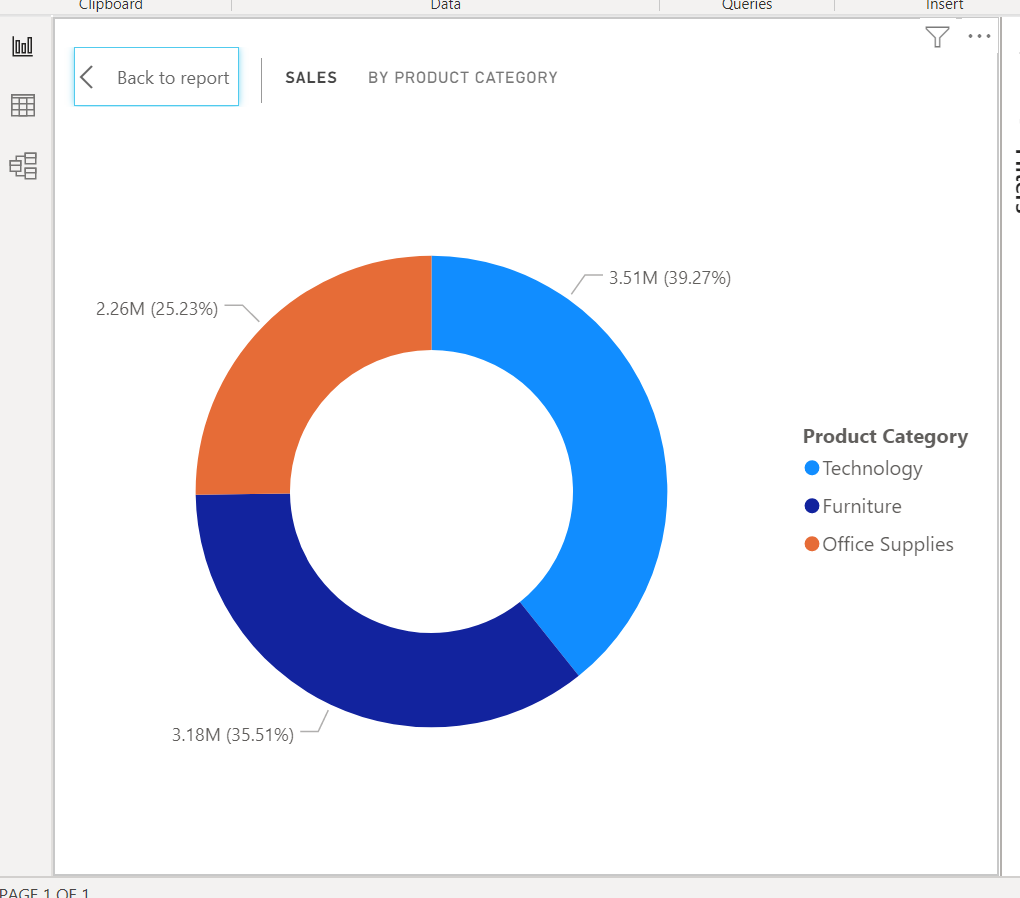 Clipboard Data Queries Insert
Back to report SALES BY PRODUCT CATEGORY
Filters
3.51M (39.27%)
2.26M (25.23%)
Product Category
Technology
Furniture
Office Supplies
3.18M (35.51%)
PAGE 1 OF 1